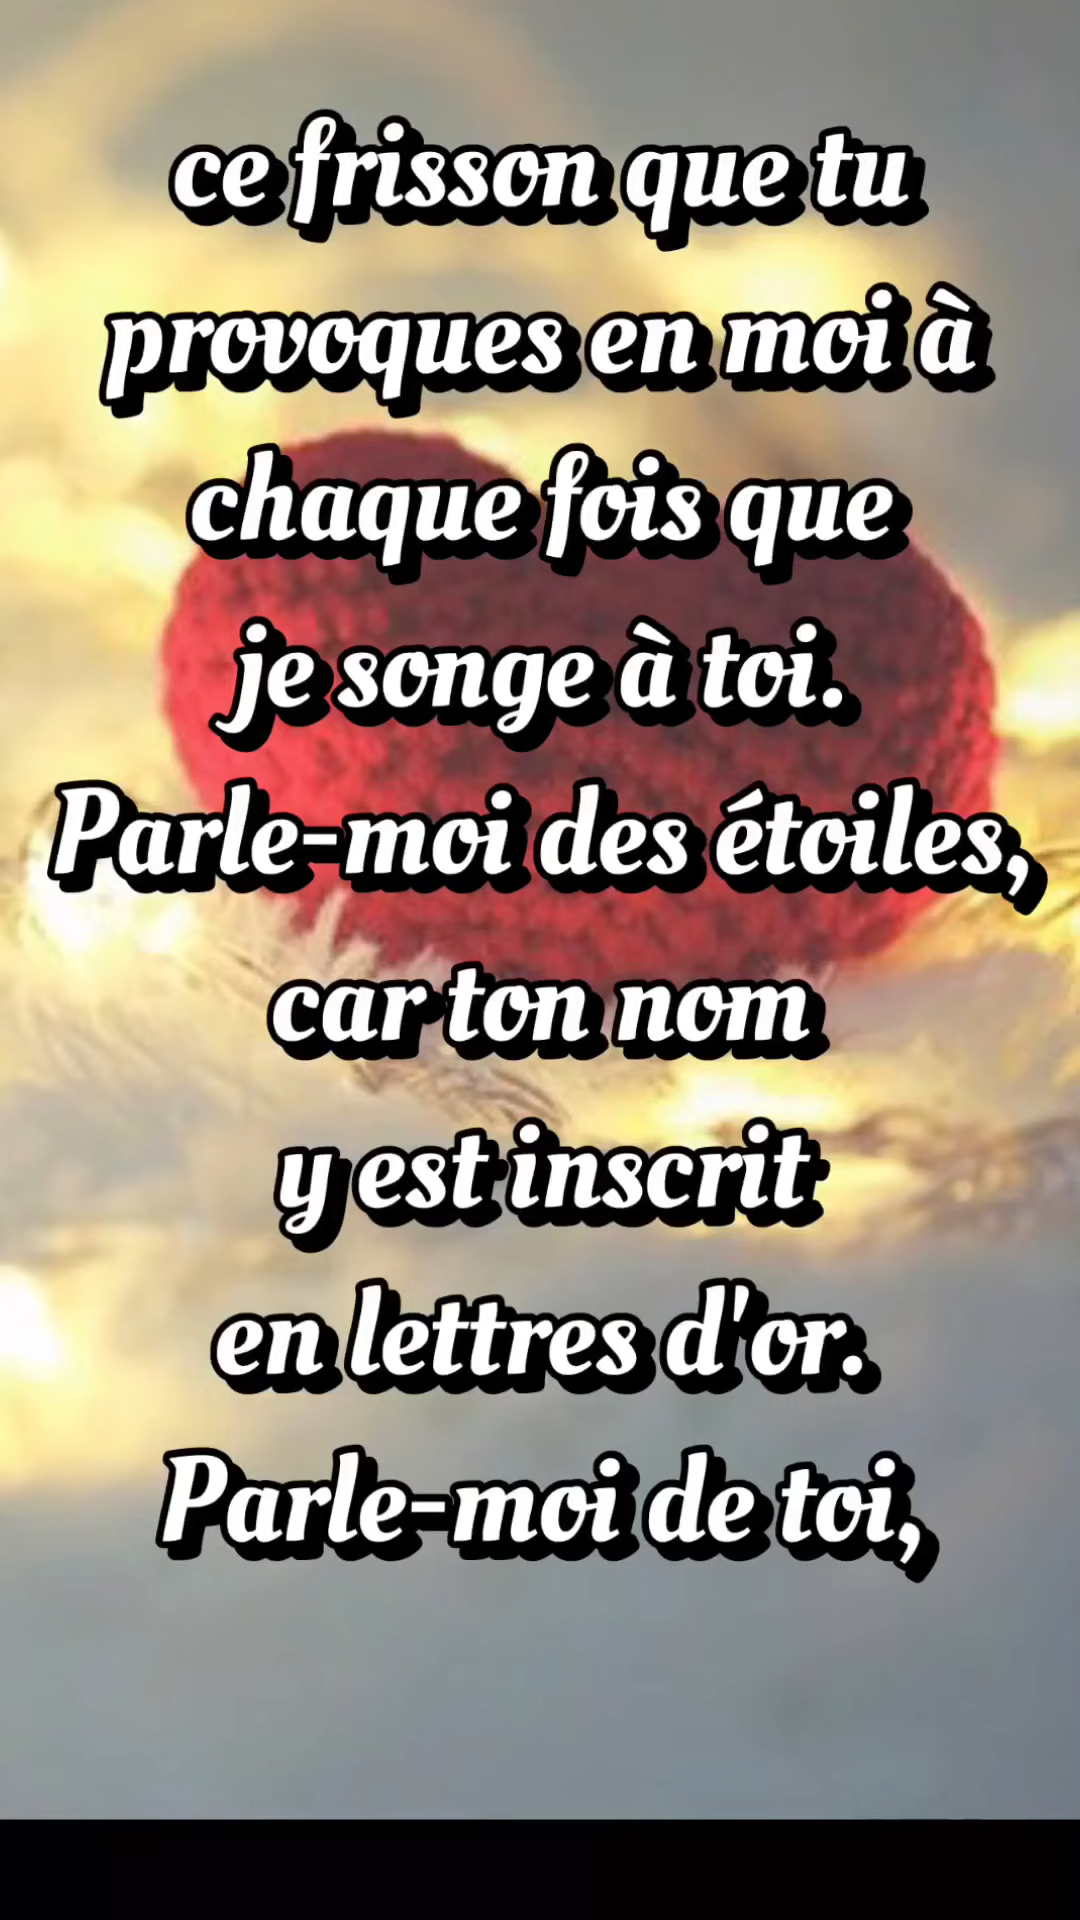 ce frisson que tu
provoques en moi à
chaque fois que
je songe à toi.
Parle-moi des étoiles,
car ton nom
y est inscrit
en lettres d'or.
Parle-moi de toi,